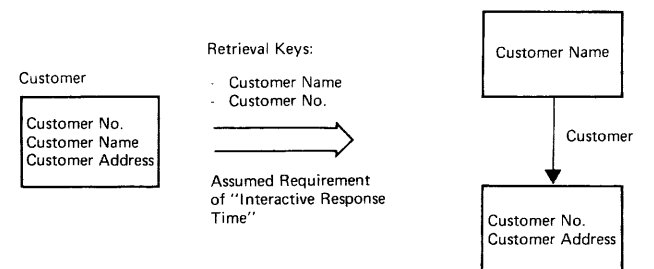 Customer
Customer No.
Customer Name
Customer Address
Retrieval Keys:
- Customer Name
- Customer No.
Assumed Requirement
of "Interactive Response
Time"
Customer Name
Customer
Customer No.
Customer Address